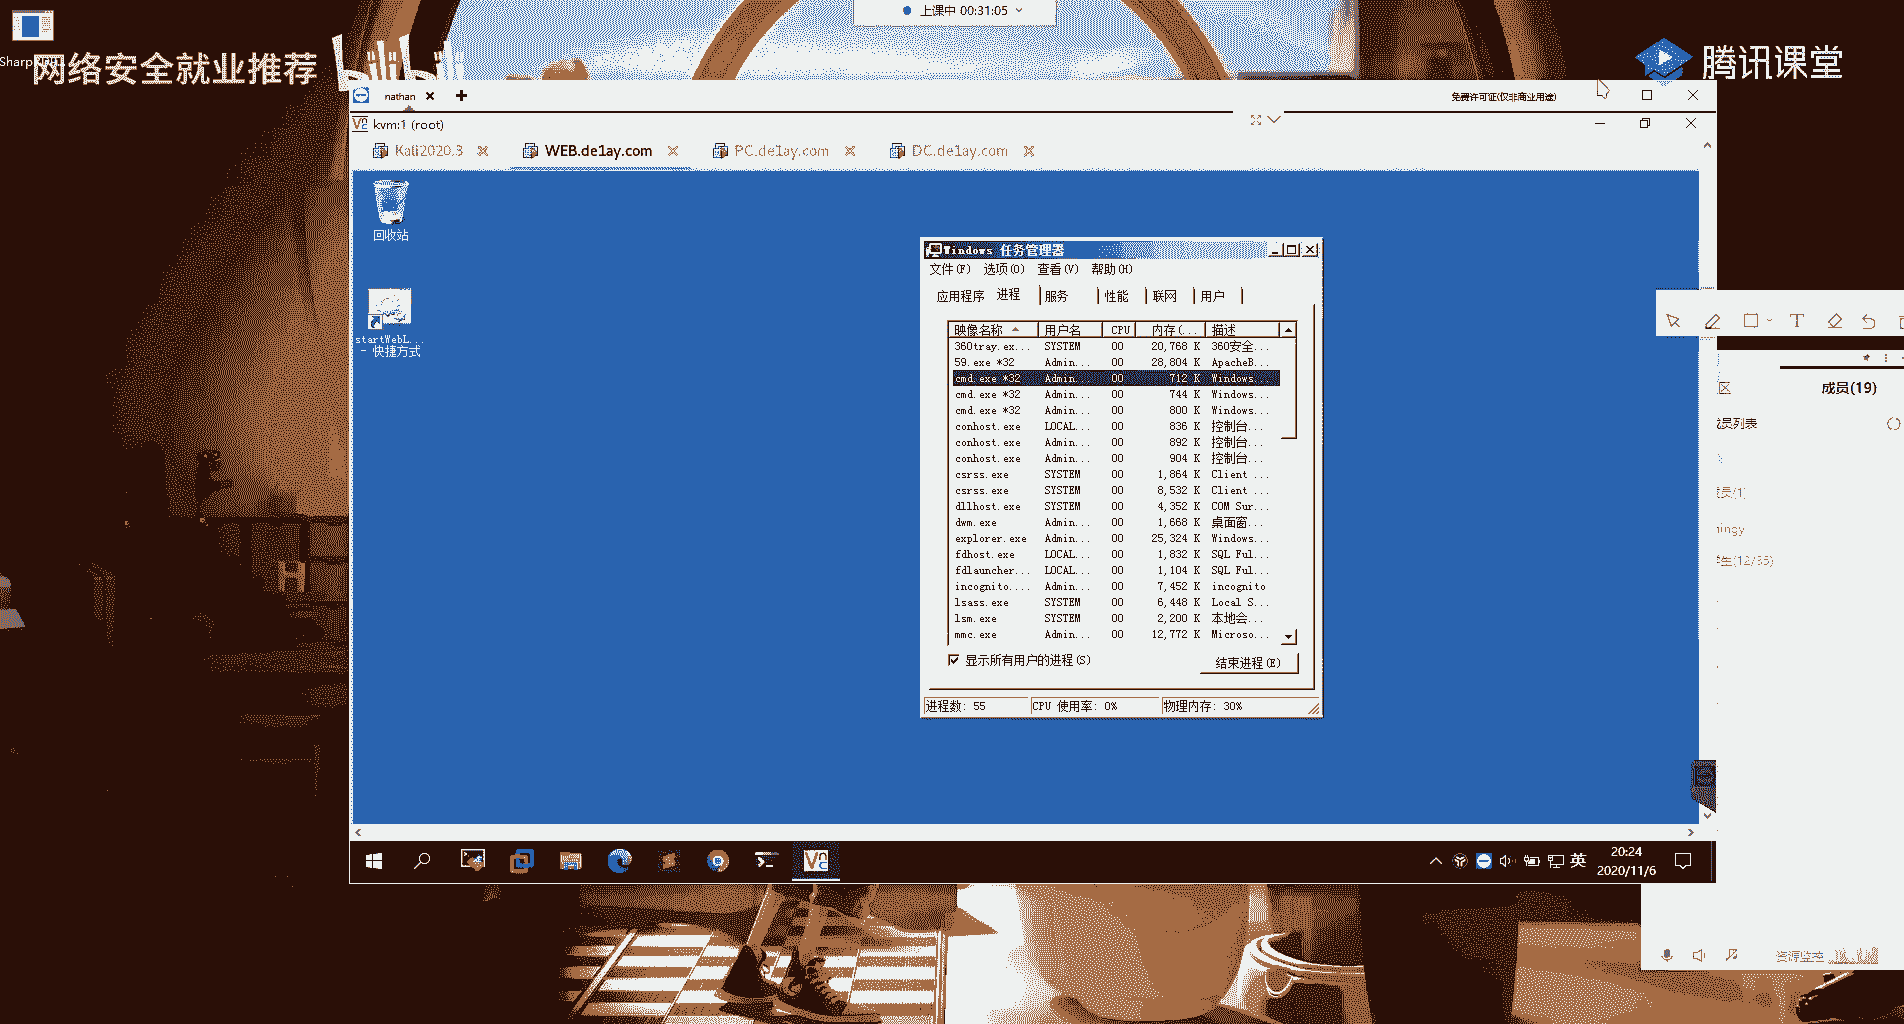 上课中 00:31:05
网络安全就业推荐
腾讯课堂
nathan
免费许可证(仅非商业用途)
kvm:1 (root)
Kali2020.3
WEB.de1ay.com
PC.de1ay.com
DC.de1ay.com
回收站
startWebL...
- 快捷方式
Windows 任务管理器
文件(F) 选项(O) 查看(V) 帮助(H)
应用程序 进程 服务 性能 联网 用户
映像名称 用户名 CPU 内存(... 描述
360tray.ex... SYSTEM 00 20,768 K 360安全...
59.exe *32 Admin... 00 28,804 K ApacheB...
cmd.exe *32 Admin... 00 712 K Windows...
cmd.exe *32 Admin... 00 744 K Windows...
cmd.exe *32 Admin... 00 800 K Windows...
conhost.exe LOCAL... 00 836 K 控制台...
conhost.exe Admin... 00 892 K 控制台...
conhost.exe Admin... 00 904 K 控制台...
csrss.exe SYSTEM 00 1,864 K Client ...
csrss.exe SYSTEM 00 8,532 K Client ...
dllhost.exe SYSTEM 00 4,352 K COM Sur...
dwm.exe Admin... 00 1,668 K 桌面窗...
explorer.exe Admin... 00 25,324 K Windows...
fdhost.exe LOCAL... 00 1,832 K SQL Ful...
fdlauncher... LOCAL... 00 1,104 K SQL Ful...
incognito.... Admin... 00 7,452 K incognito
lsass.exe SYSTEM 00 6,448 K Local S...
lsm.exe SYSTEM 00 2,200 K 本地会...
mmc.exe Admin... 00 12,772 K Microso...
显示所有用户的进程(S)
结束进程(E)
进程数: 55 CPU 使用率: 0% 物理内存: 30%
成员(19)
员列表
员(1)
ningy
生(12/35)
英
20:24
2020/11/6
资源监控